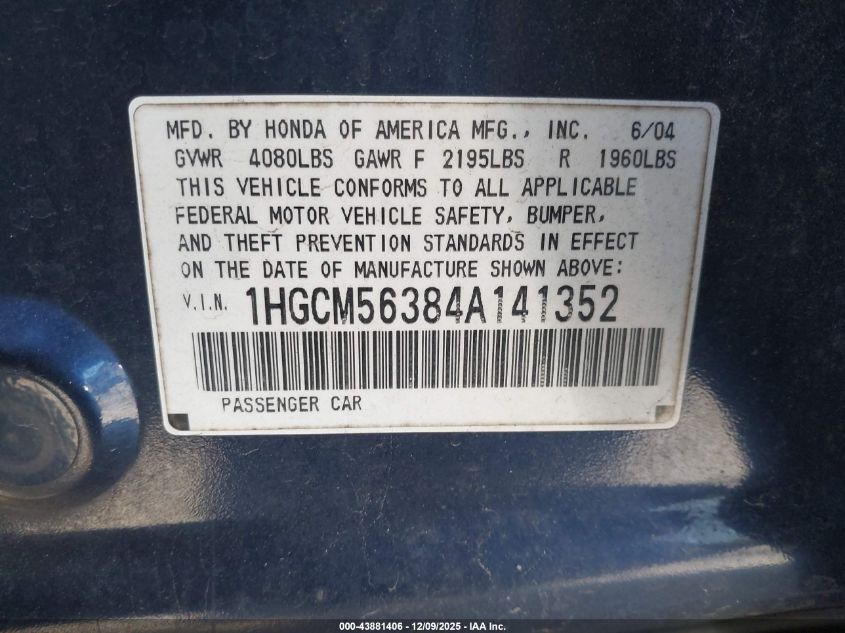 MFD. BY HONDA OF AMERICA MFG., INC. 6/04
GVWR 4080LBS GAWR F 2195LBS R 1960LBS
THIS VEHICLE CONFORMS TO ALL APPLICABLE
FEDERAL MOTOR VEHICLE SAFETY, BUMPER,
AND THEFT PREVENTION STANDARDS IN EFFECT
ON THE DATE OF MANUFACTURE SHOWN ABOVE:
V.I.N. 1HGCM56384A141352
PASSENGER CAR
000-43881406 - 12/09/2025 - IAA Inc.